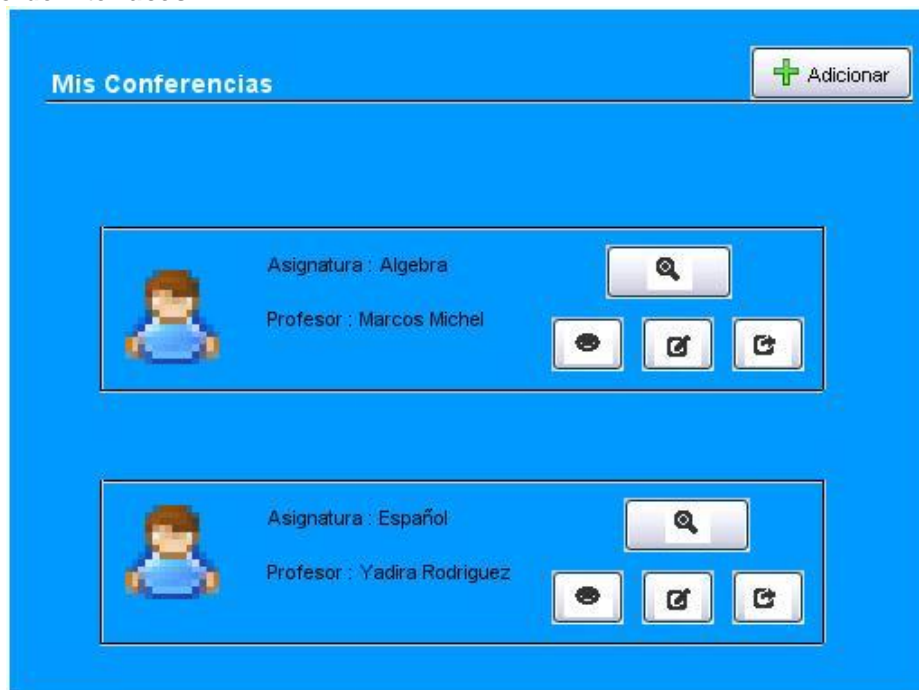 Mis Conferencias
Adicionar
Asignatura : Algebra
Profesor : Marcos Michel
Asignatura : Español
Profesor : Yadira Rodriguez